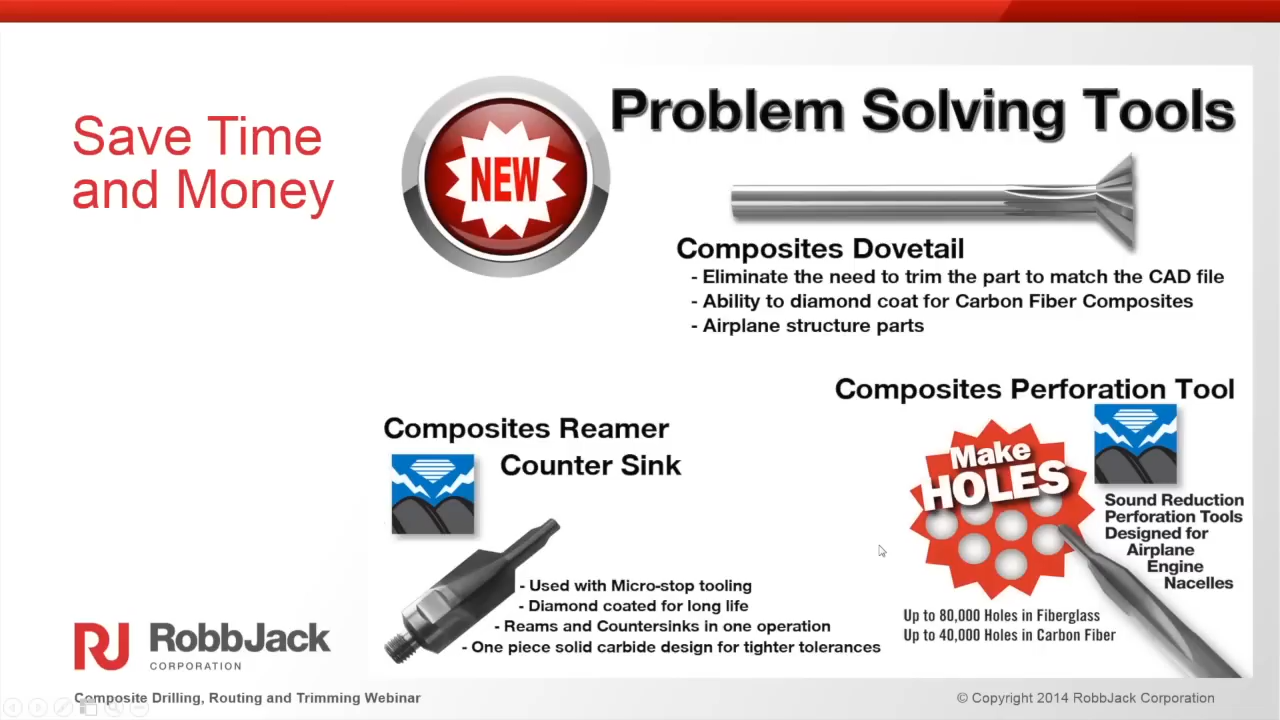 Save Time
and Money
NEW
Problem Solving Tools
Composites Dovetail
- Eliminate the need to trim the part to match the CAD file
- Ability to diamond coat for Carbon Fiber Composites
- Airplane structure parts
Composites Reamer
Counter Sink
- Used with Micro-stop tooling
- Diamond coated for long life
- Reams and Countersinks in one operation
- One piece solid carbide design for tighter tolerances
Composites Perforation Tool
Make
HOLES
Sound Reduction
Perforation Tools
Designed for
Airplane
Engine
Nacelles
Up to 80,000 Holes in Fiberglass
Up to 40,000 Holes in Carbon Fiber
RJ RobbJack
CORPORATION
Composite Drilling, Routing and Trimming Webinar
© Copyright 2014 RobbJack Corporation